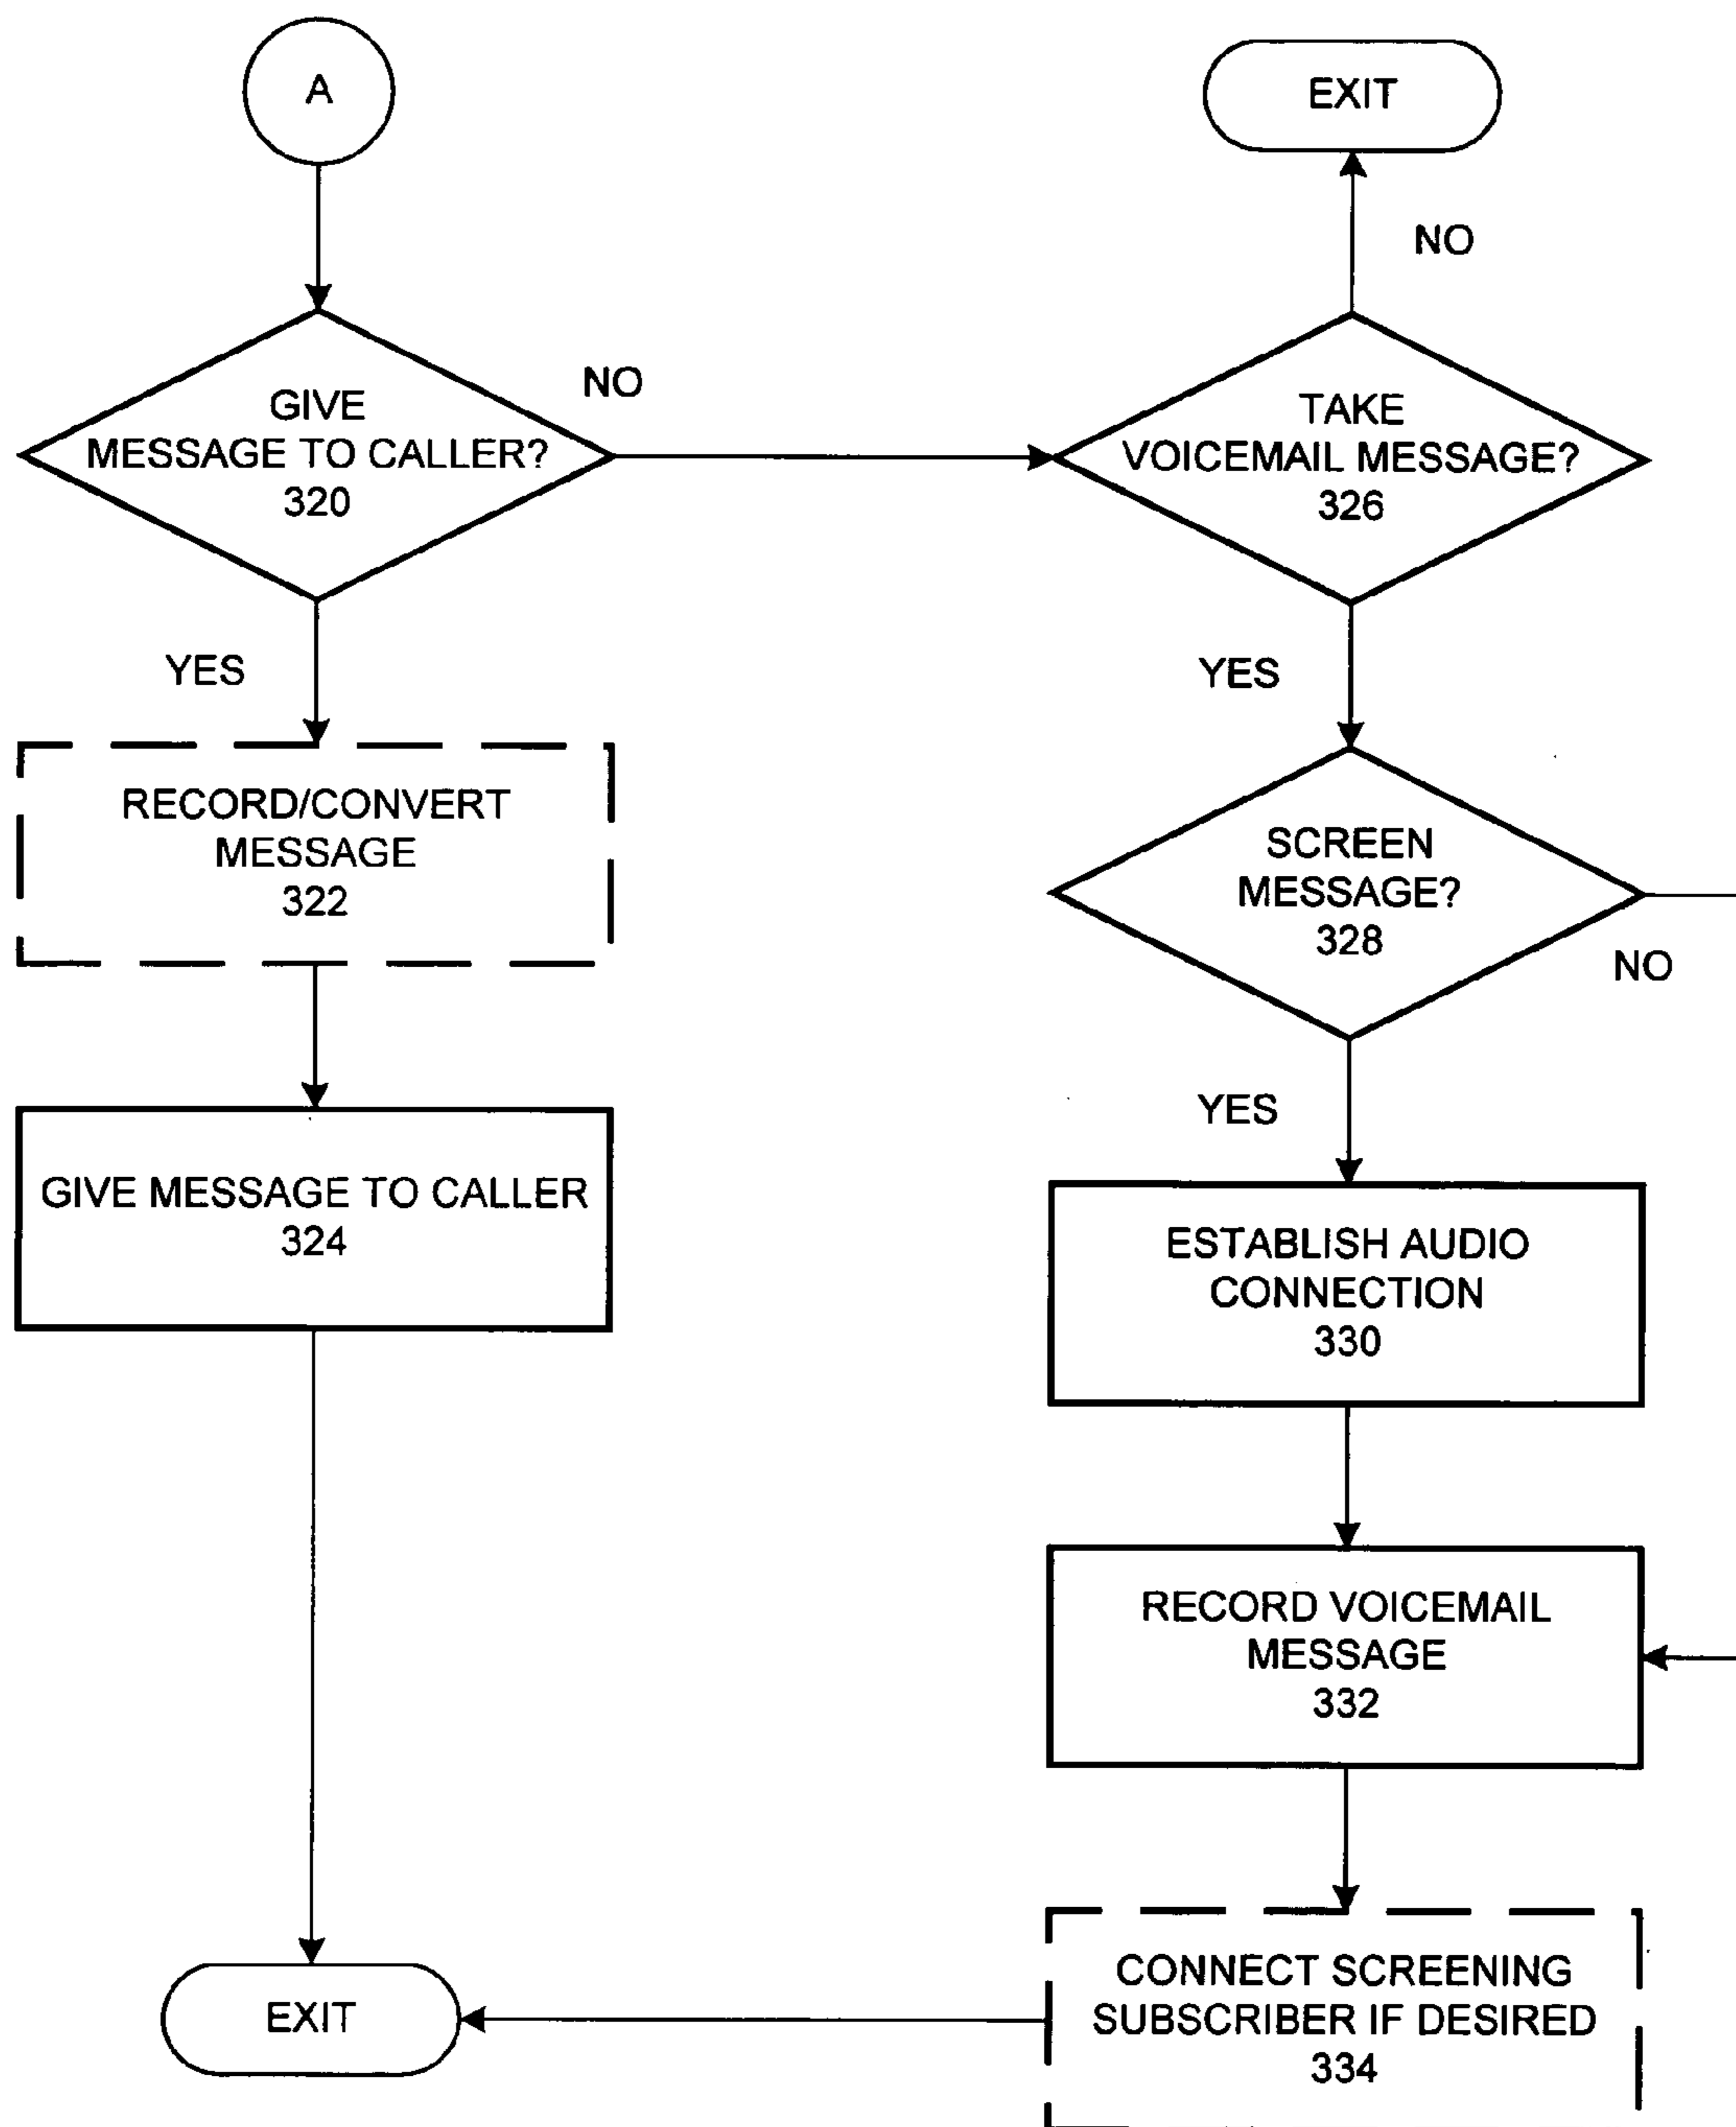 A
GIVE
MESSAGE TO CALLER?
320
NO
YES
RECORD/CONVERT
MESSAGE
322
GIVE MESSAGE TO CALLER
324
EXIT
EXIT
NO
TAKE
VOICEMAIL MESSAGE?
326
YES
SCREEN
MESSAGE?
328
NO
YES
ESTABLISH AUDIO
CONNECTION
330
RECORD VOICEMAIL
MESSAGE
332
CONNECT SCREENING
SUBSCRIBER IF DESIRED
334